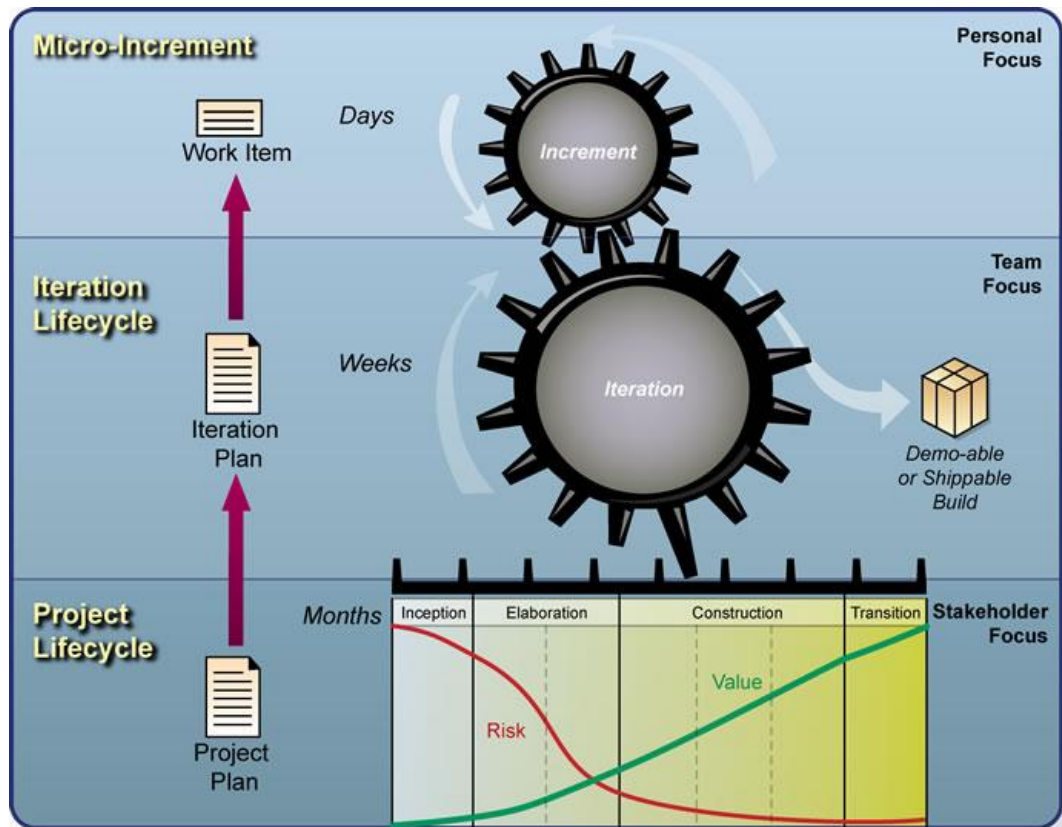 Micro-Increment
Personal
Focus
Days
Work Item
Increment
Iteration
Lifecycle
Team
Focus
Weeks
Iteration
Plan
Iteration
Demo-able
or Shippable
Build
Project
Lifecycle
Months
Inception
Elaboration
Construction
Transition
Stakeholder
Focus
Value
Risk
Project
Plan